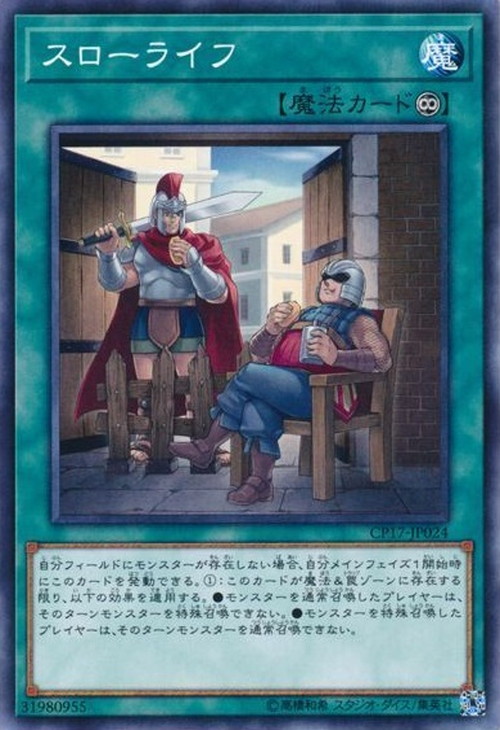 スローライフ
魔
【魔法カード∞】
CP17-JP024
自分フィールドにモンスターが存在しない場合、自分メインフェイズ1開始時
にこのカードを発動できる。①:このカードが魔法&罠ゾーンに存在する
限り、以下の効果を適用する。●モンスターを通常召喚したプレイヤーは、
そのターンモンスターを特殊召喚できない。●モンスターを特殊召喚した
プレイヤーは、そのターンモンスターを通常召喚できない。
31980955
©高橋和希 スタジオ・ダイス/集英社